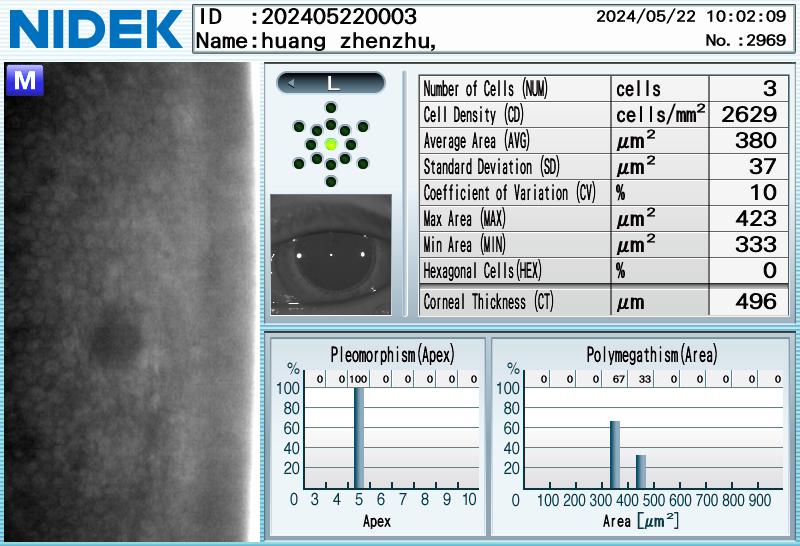 NIDEK
ID :202405220003
2024/05/22 10:02:09
Name:huang zhenzhu,
No. :2969
M
L
Number of Cells (NUM) cells 3
Cell Density (CD) cells/mm² 2629
Average Area (AVG) μm² 380
Standard Deviation (SD) μm² 37
Coefficient of Variation (CV) % 10
Max Area (MAX) μm² 423
Min Area (MIN) μm² 333
Hexagonal Cells(HEX) % 0
Corneal Thickness (CT) μm 496
Pleomorphism(Apex)
%
0 0 100 0 0 0 0 0
100
80
60
40
20
0 3 4 5 6 7 8 9 10
Apex
Polymegathism(Area)
%
0 0 0 67 33 0 0 0 0 0
100
80
60
40
20
0 100 200 300 400 500 600 700 800 900
Area [μm²]